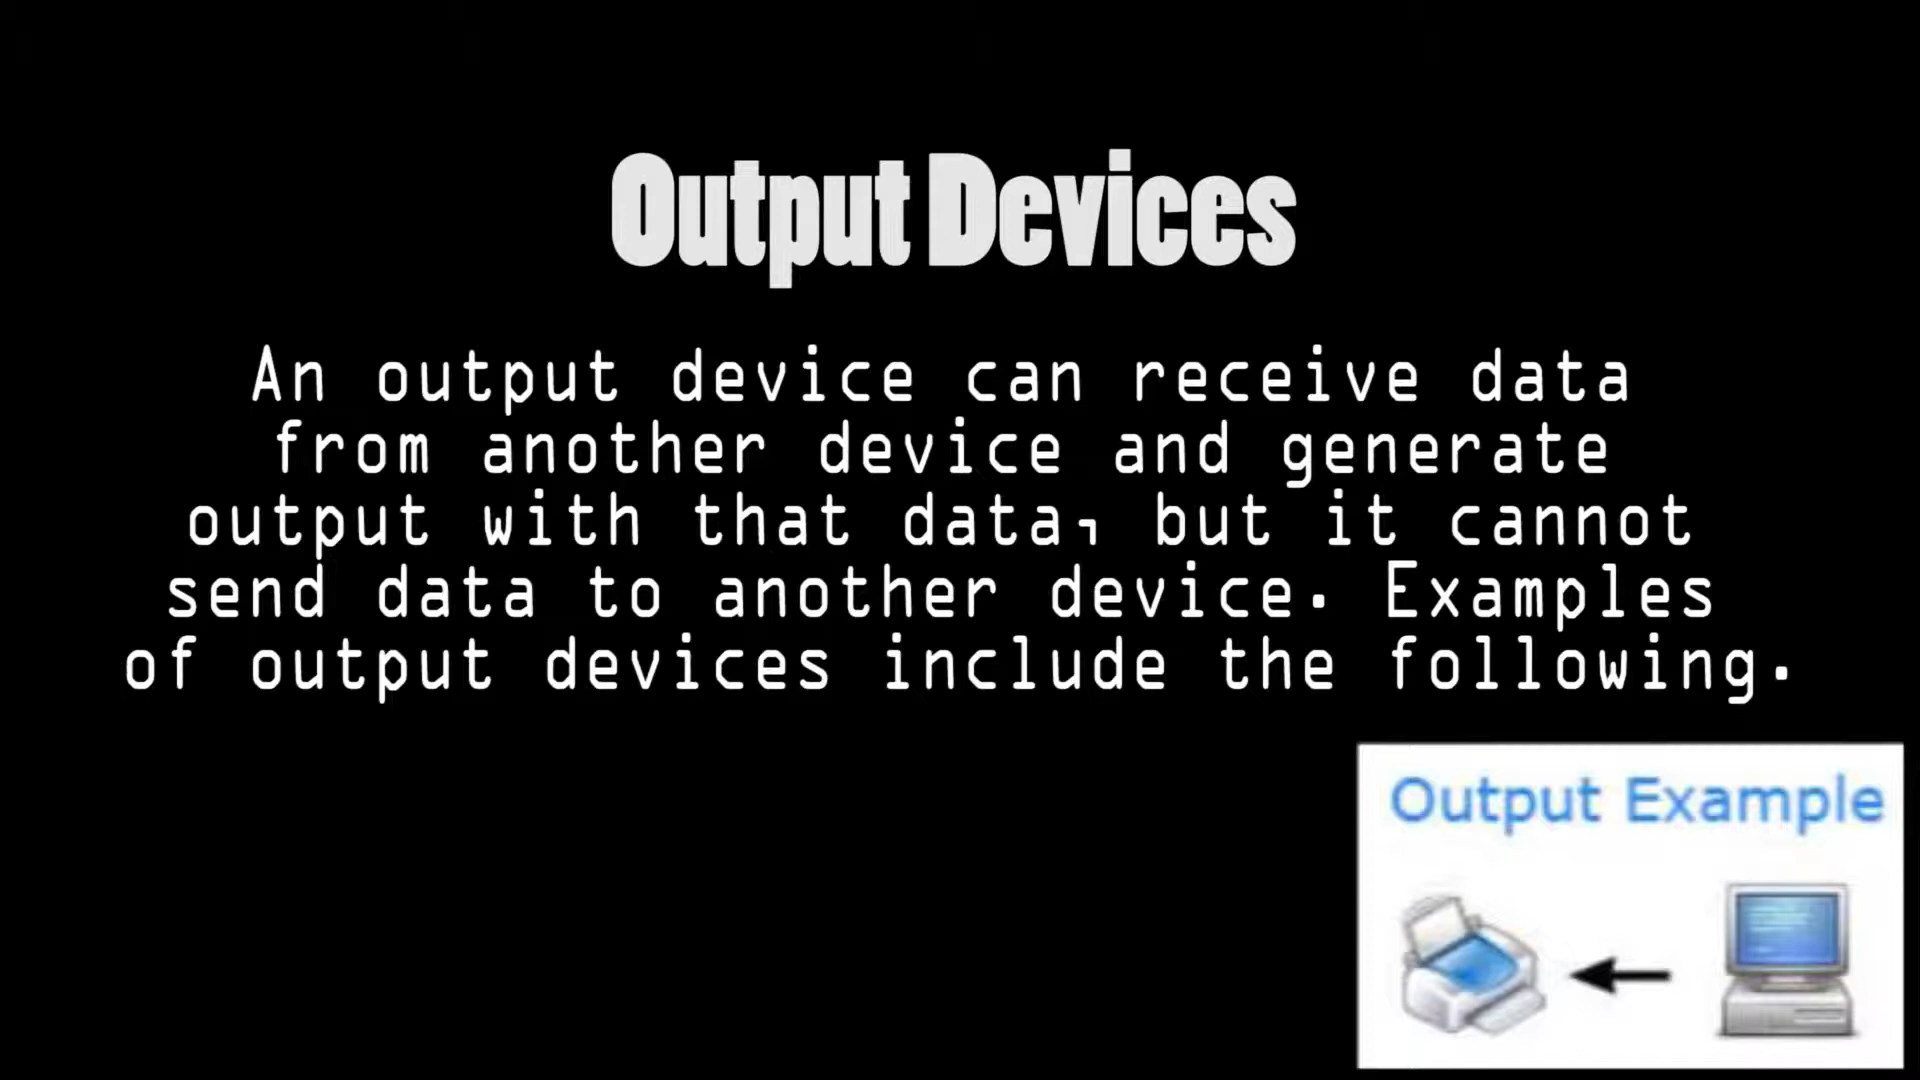 Output Devices
An output device can receive data
from another device and generate
output with that data, but it cannot
send data to another device. Examples
of output devices include the following.
Output Example